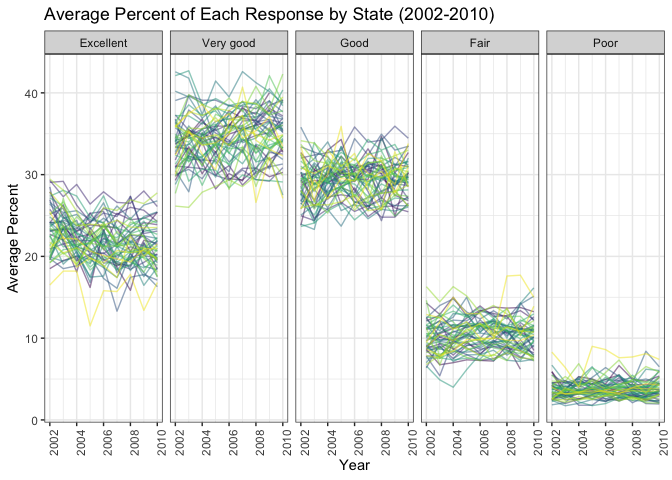 Average Percent of Each Response by State (2002-2010)
Excellent Very good Good Fair Poor
Average Percent
40
30
20
10
0
2002 2004 2006 2008 2010 2002 2004 2006 2008 2010 2002 2004 2006 2008 2010 2002 2004 2006 2008 2010 2002 2004 2006 2008 2010
Year